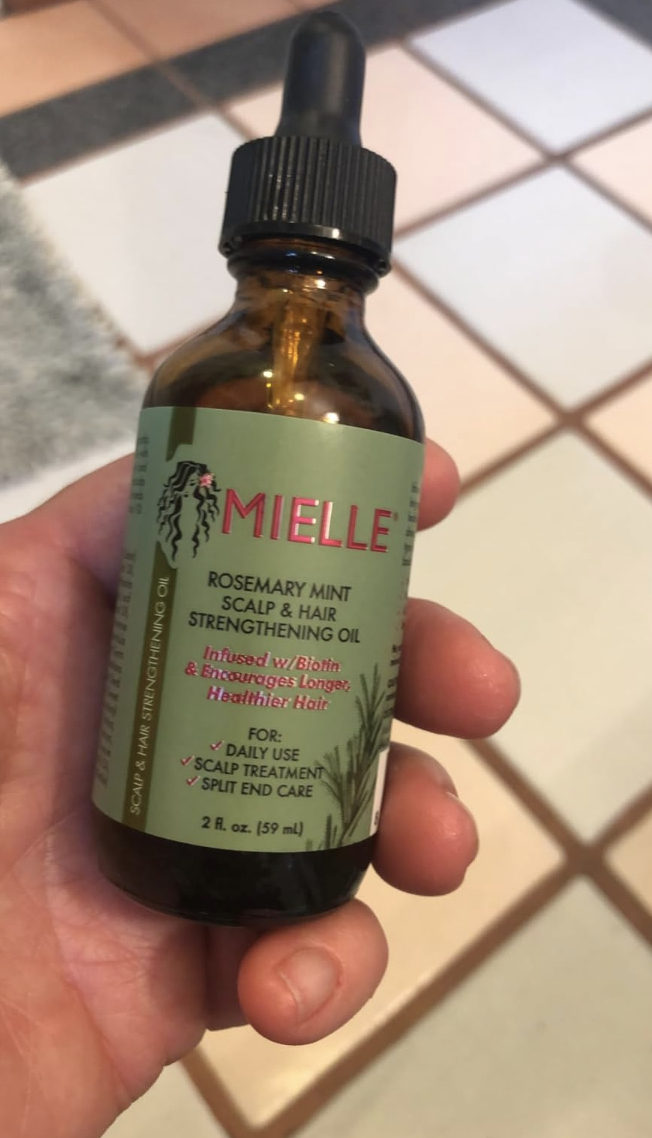 MIELLE®
ROSEMARY MINT
SCALP & HAIR
STRENGTHENING OIL
Infused w/Biotin
& Encourages Longer,
Healthier Hair
FOR:
✓ DAILY USE
✓ SCALP TREATMENT
✓ SPLIT END CARE
2 fl. oz. (59 mL)
SCALP & HAIR STRENGTHENING OIL